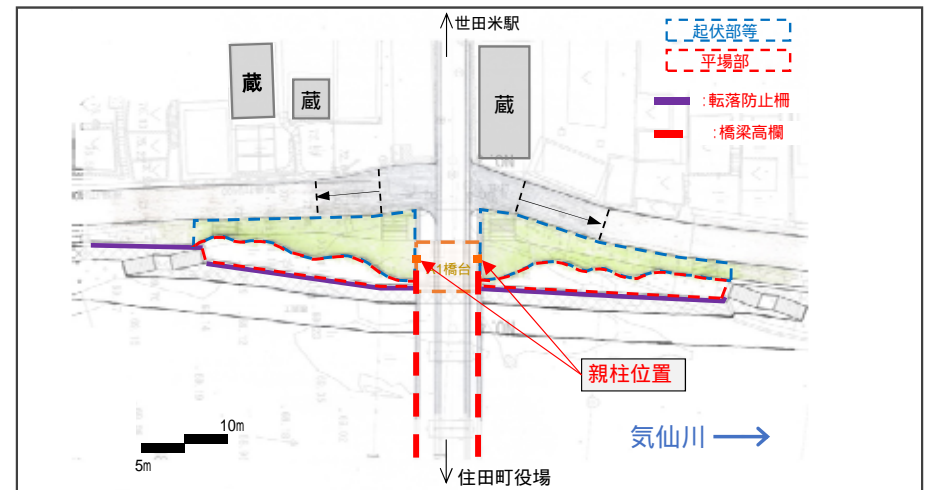 世田米駅
起伏部等
平場部
:転落防止柵
:橋梁高欄
蔵
蔵
蔵
1橋台
親柱位置
気仙川
10m
5m
住田町役場